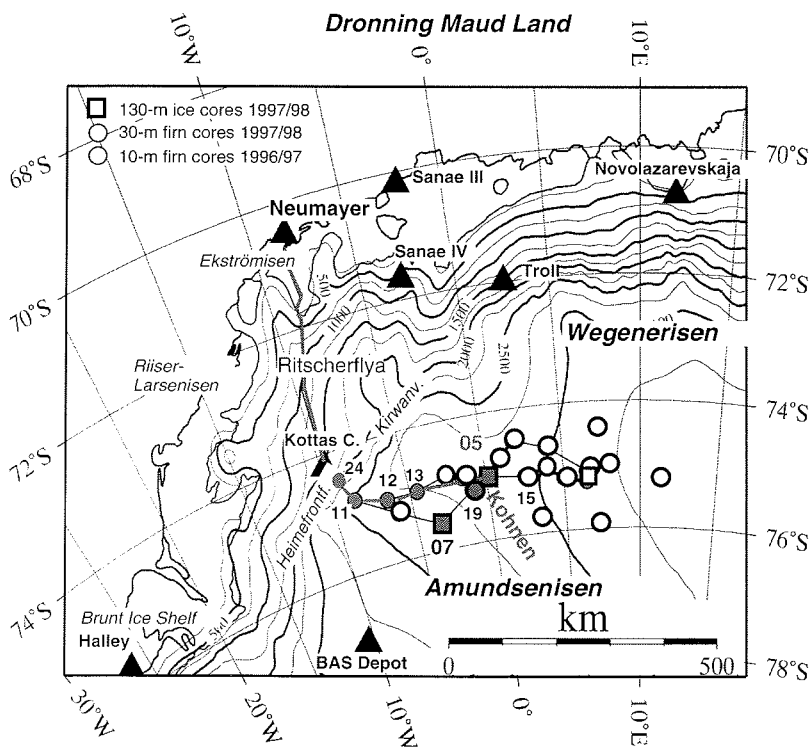 Dronning Maud Land
10°W
0°
10°E
130-m ice cores 1997/98
30-m firn cores 1997/98
10-m firn cores 1996/97
68°S
70°S
Sanae III
Novolazarevskaja
Neumayer
Ekströmisen
Sanae IV
Troll
500
1000
1500
2000
2500
72°S
70°S
Wegenerisen
Riiser-
Larsenisen
Ritscherflya
Kirwanv.
74°S
72°S
Kottas C.
05
24
12
13
11
15
19
07
Heimefrontfj.
Kohnen
76°S
74°S
Amundsenisen
Brunt Ice Shelf
Halley
500
BAS Depot
km
0
500
78°S
30°W
20°W
10°W
0°
10°E